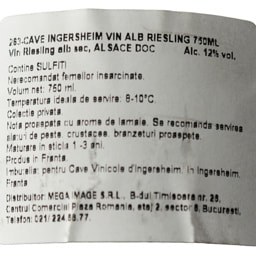 263-CAVE INGERSHEIM VIN ALB RIESLING 750ML
Vin Riesling alb sec, ALSACE DOC Alc. 12% vol.
Contine SULFITI
Nerecomandat femeilor insarcinate.
Volum net: 750 ml.
Temperatura ideala de servire: 8-10°C.
Colectie privata.
Nota proaspata cu aroma de lamaie. Se recomanda servirea
alaturi de peste, crustacee, branzeturi proaspete.
Maturare in sticla 1 -3 ani.
Produs in Franta.
Imbuteliat: pentru Cave Vinicole d'Ingersheim. in Ingersheim,
Franta
Distribuitor: MEGA IMAGE S.R.L., B-dul Timisoara nr. 26,
Centrul Comercial Plaza Romania, etaj 2, sector 6, Bucuresti,
Telefon: 021/ 224.66.77.